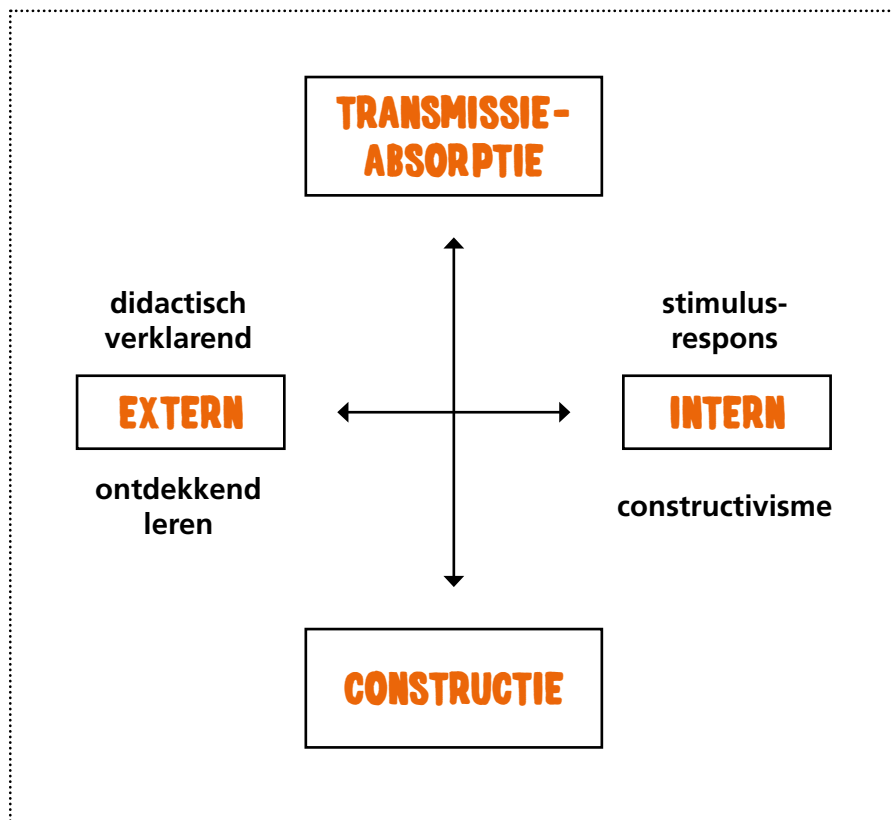 TRANSMISSIE-
ABSORPTIE
didactisch
verklarend
stimulus-
respons
EXTERN
INTERN
ontdekkend
leren
constructivisme
CONSTRUCTIE